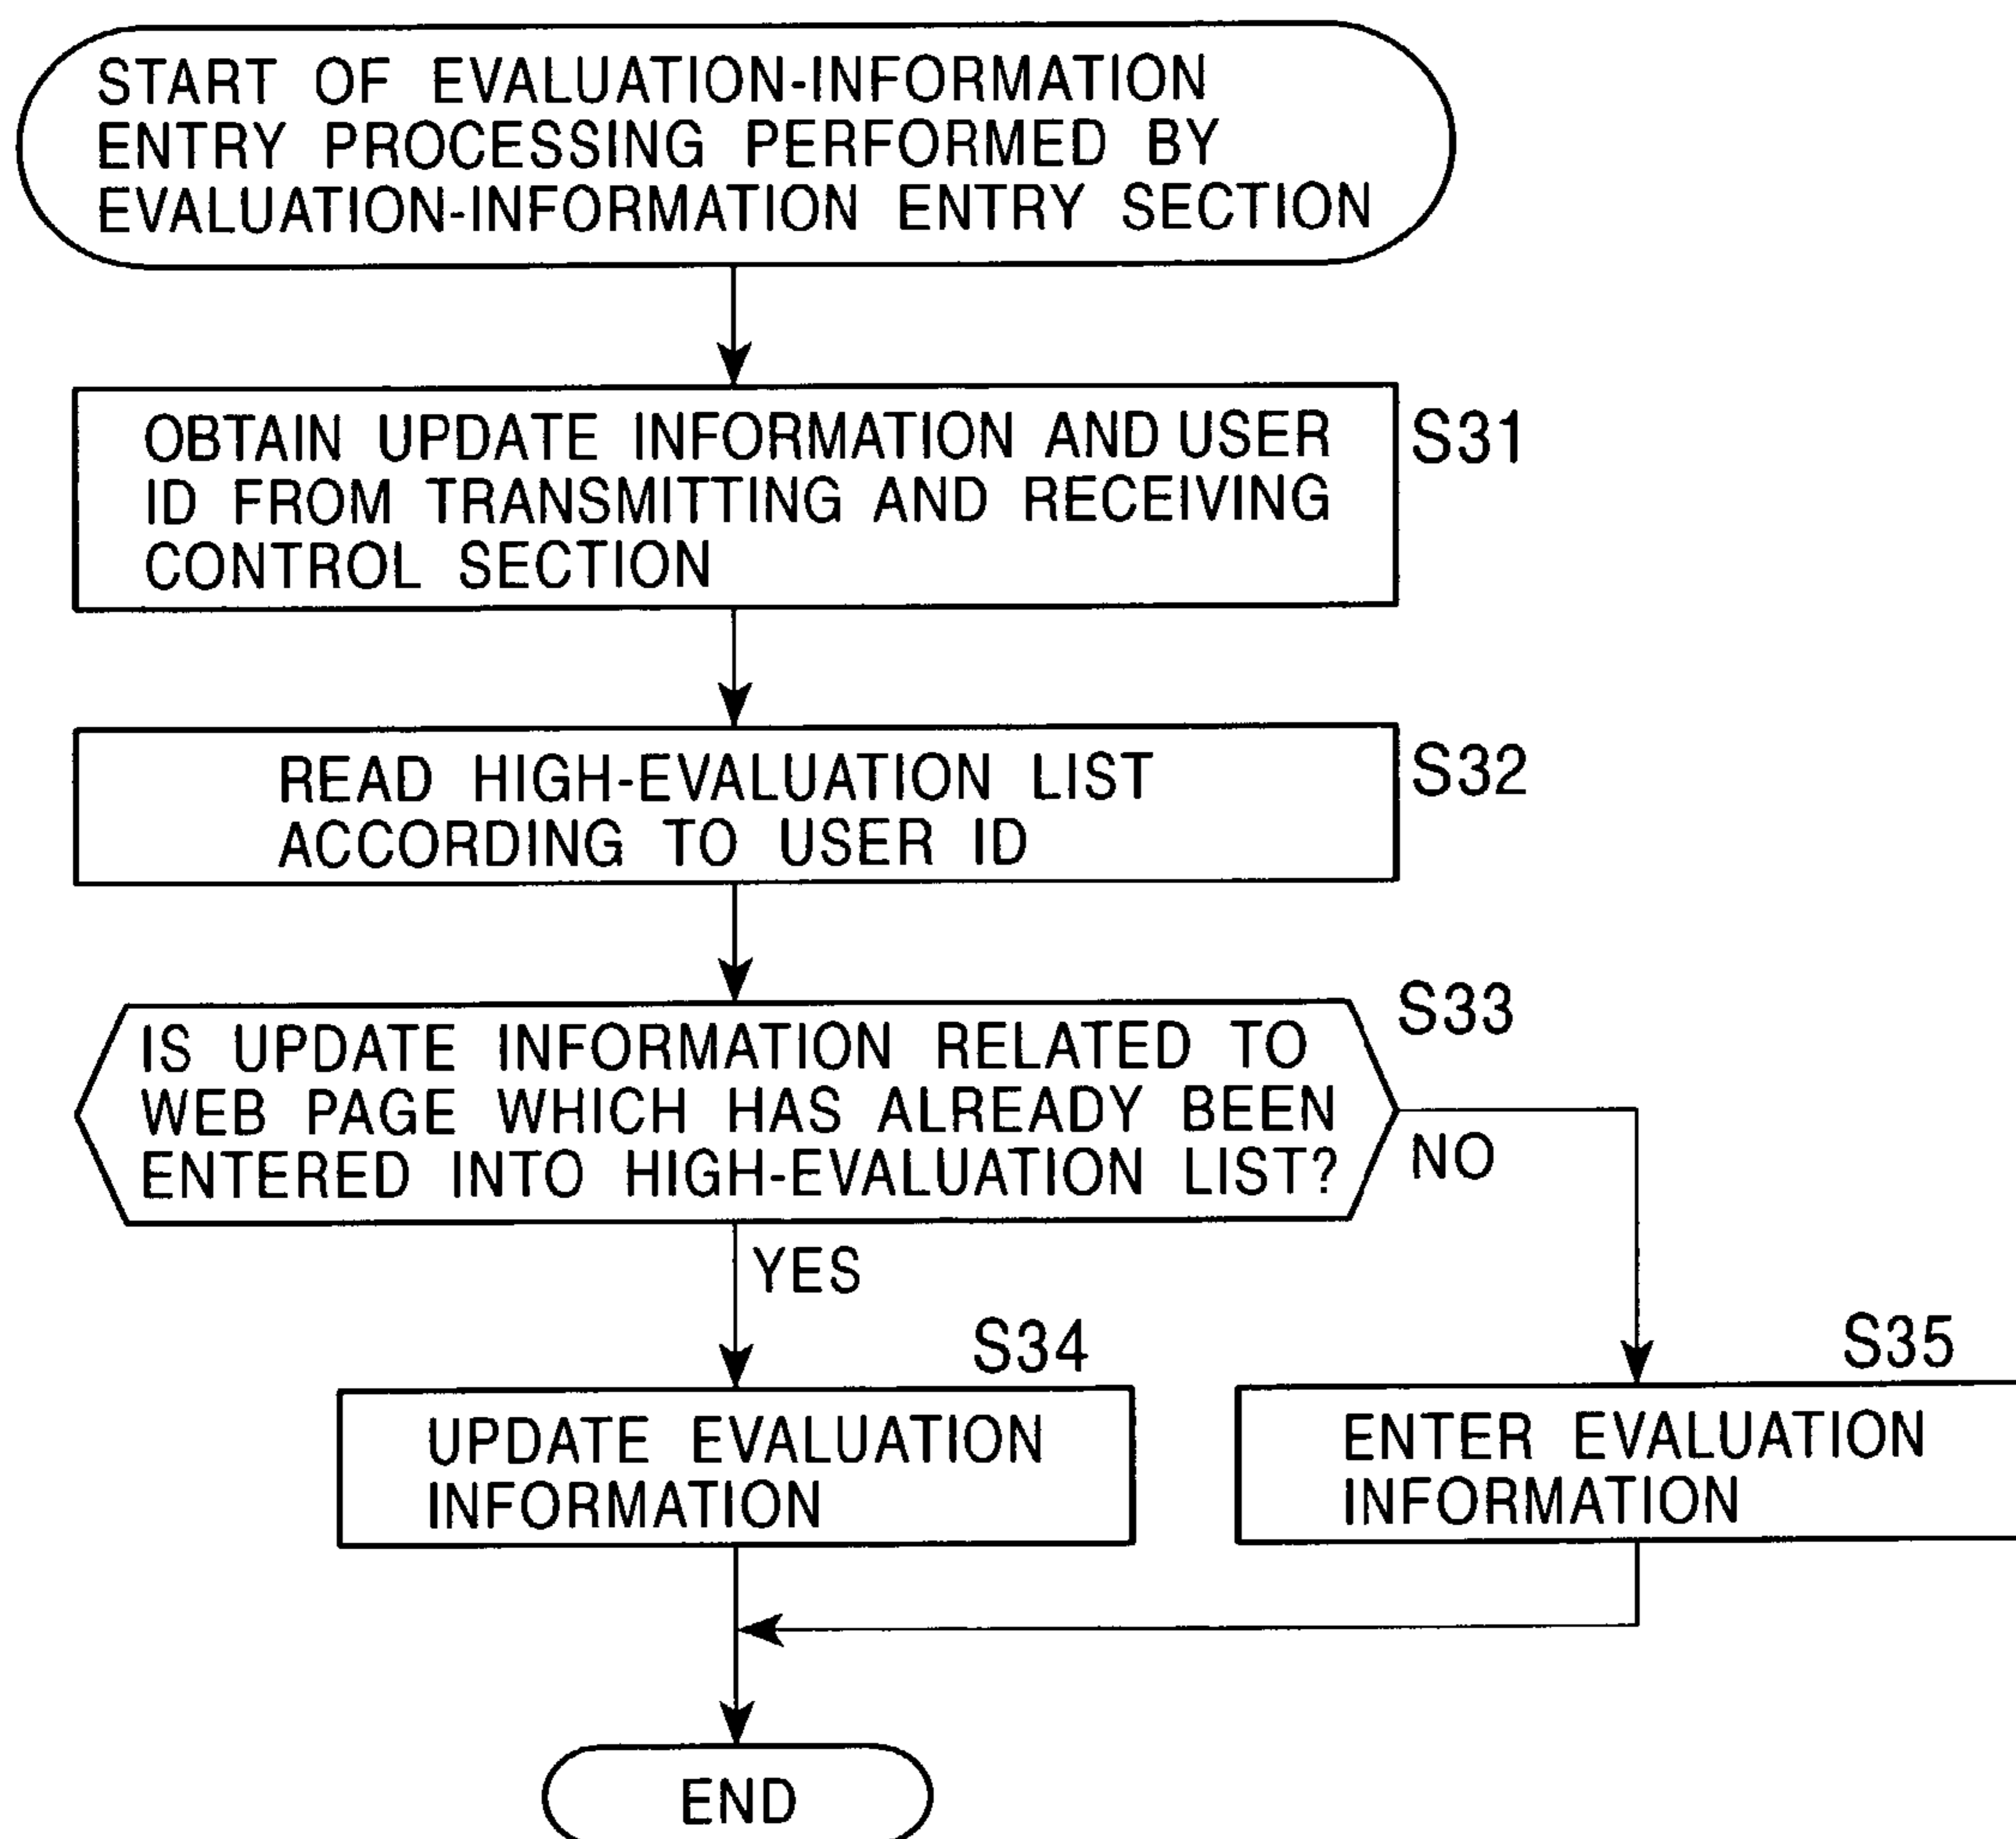 START OF EVALUATION-INFORMATION
ENTRY PROCESSING PERFORMED BY
EVALUATION-INFORMATION ENTRY SECTION
OBTAIN UPDATE INFORMATION AND USER
ID FROM TRANSMITTING AND RECEIVING
CONTROL SECTION
S31
READ HIGH-EVALUATION LIST
ACCORDING TO USER ID
S32
IS UPDATE INFORMATION RELATED TO
WEB PAGE WHICH HAS ALREADY BEEN
ENTERED INTO HIGH-EVALUATION LIST?
S33
NO
YES
S34
UPDATE EVALUATION
INFORMATION
S35
ENTER EVALUATION
INFORMATION
END